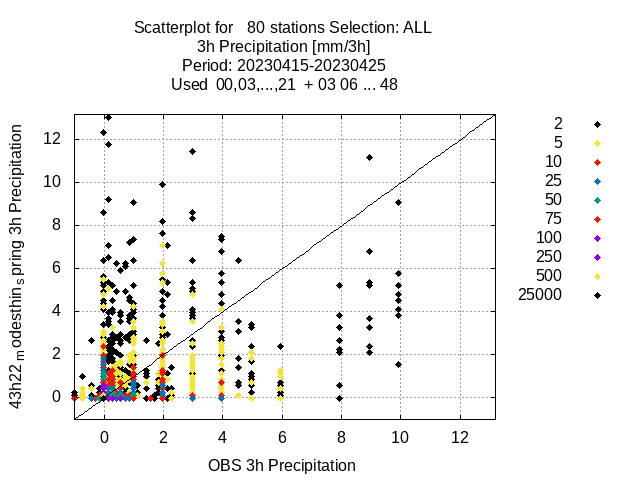 Scatterplot for 80 stations Selection: ALL
3h Precipitation [mm/3h]
Period: 20230415-20230425
Used 00,03,...,21 + 03 06 ... 48
43h22 m odesthin s pring 3h Precipitation
12
10
8
6
4
2
0
0 2 4 6 8 10 12
OBS 3h Precipitation
2
5
10
25
50
75
100
250
500
25000